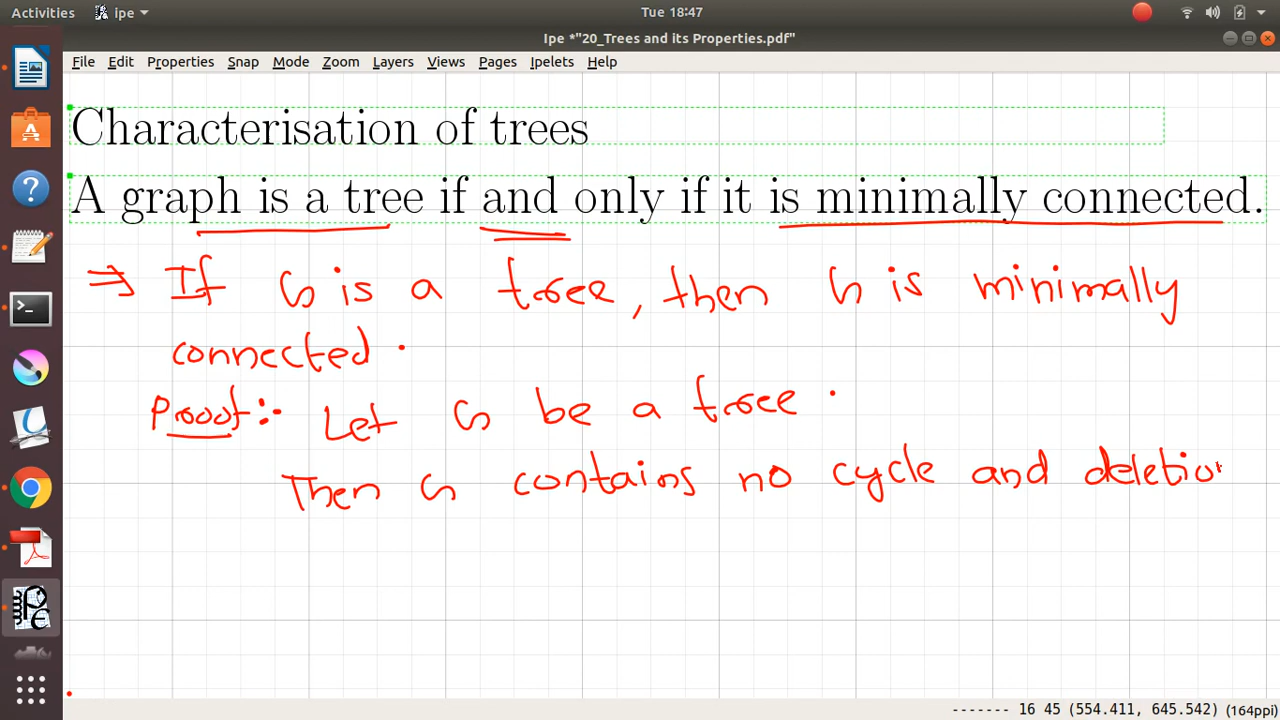 Activities
ipe
Tue 18:47
Ipe *"20_Trees and its Properties.pdf"
File Edit Properties Snap Mode Zoom Layers Views Pages Ipelets Help
Characterisation of trees
A graph is a tree if and only if it is minimally connected.
⇒ If G is a tree, then G is minimally
connected.
Proof:- Let G be a tree.
Then G contains no cycle and deletion
------- 16 45 (554.411, 645.542) (164ppi)